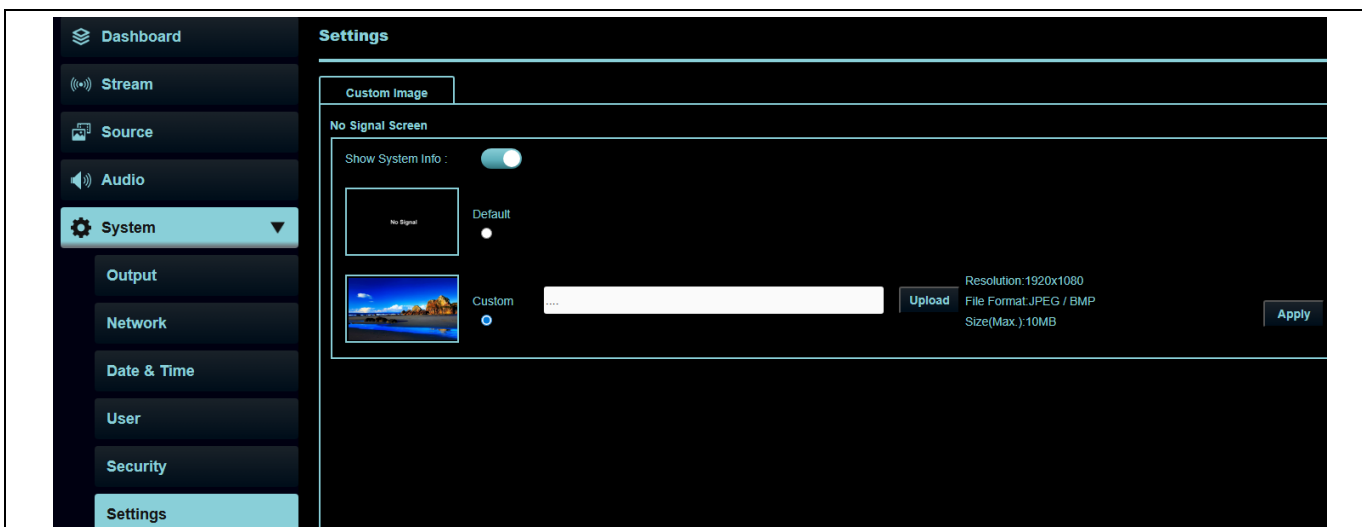 Dashboard
Stream
Source
Audio
System
Output
Network
Date & Time
User
Security
Settings
Settings
Custom Image
No Signal Screen
Show System Info :
No Signal
Default
Custom
....
Upload
Resolution:1920x1080
File Format:JPEG / BMP
Size(Max.):10MB
Apply